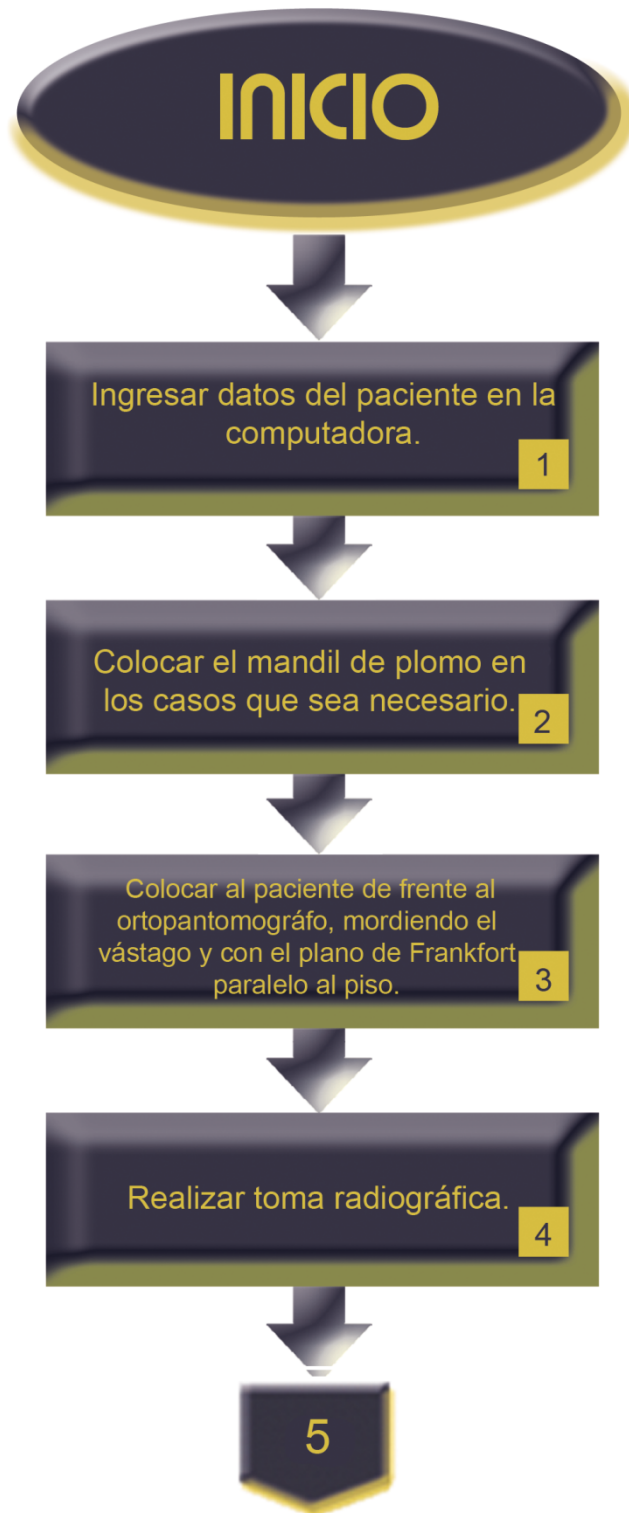 INICIO
Ingresar datos del paciente en la
computadora.
1
Colocar el mandil de plomo en
los casos que sea necesario.
2
Colocar al paciente de frente al
ortopantomográfo, mordiendo el
vástago y con el plano de Frankfort
paralelo al piso.
3
Realizar toma radiográfica.
4
5